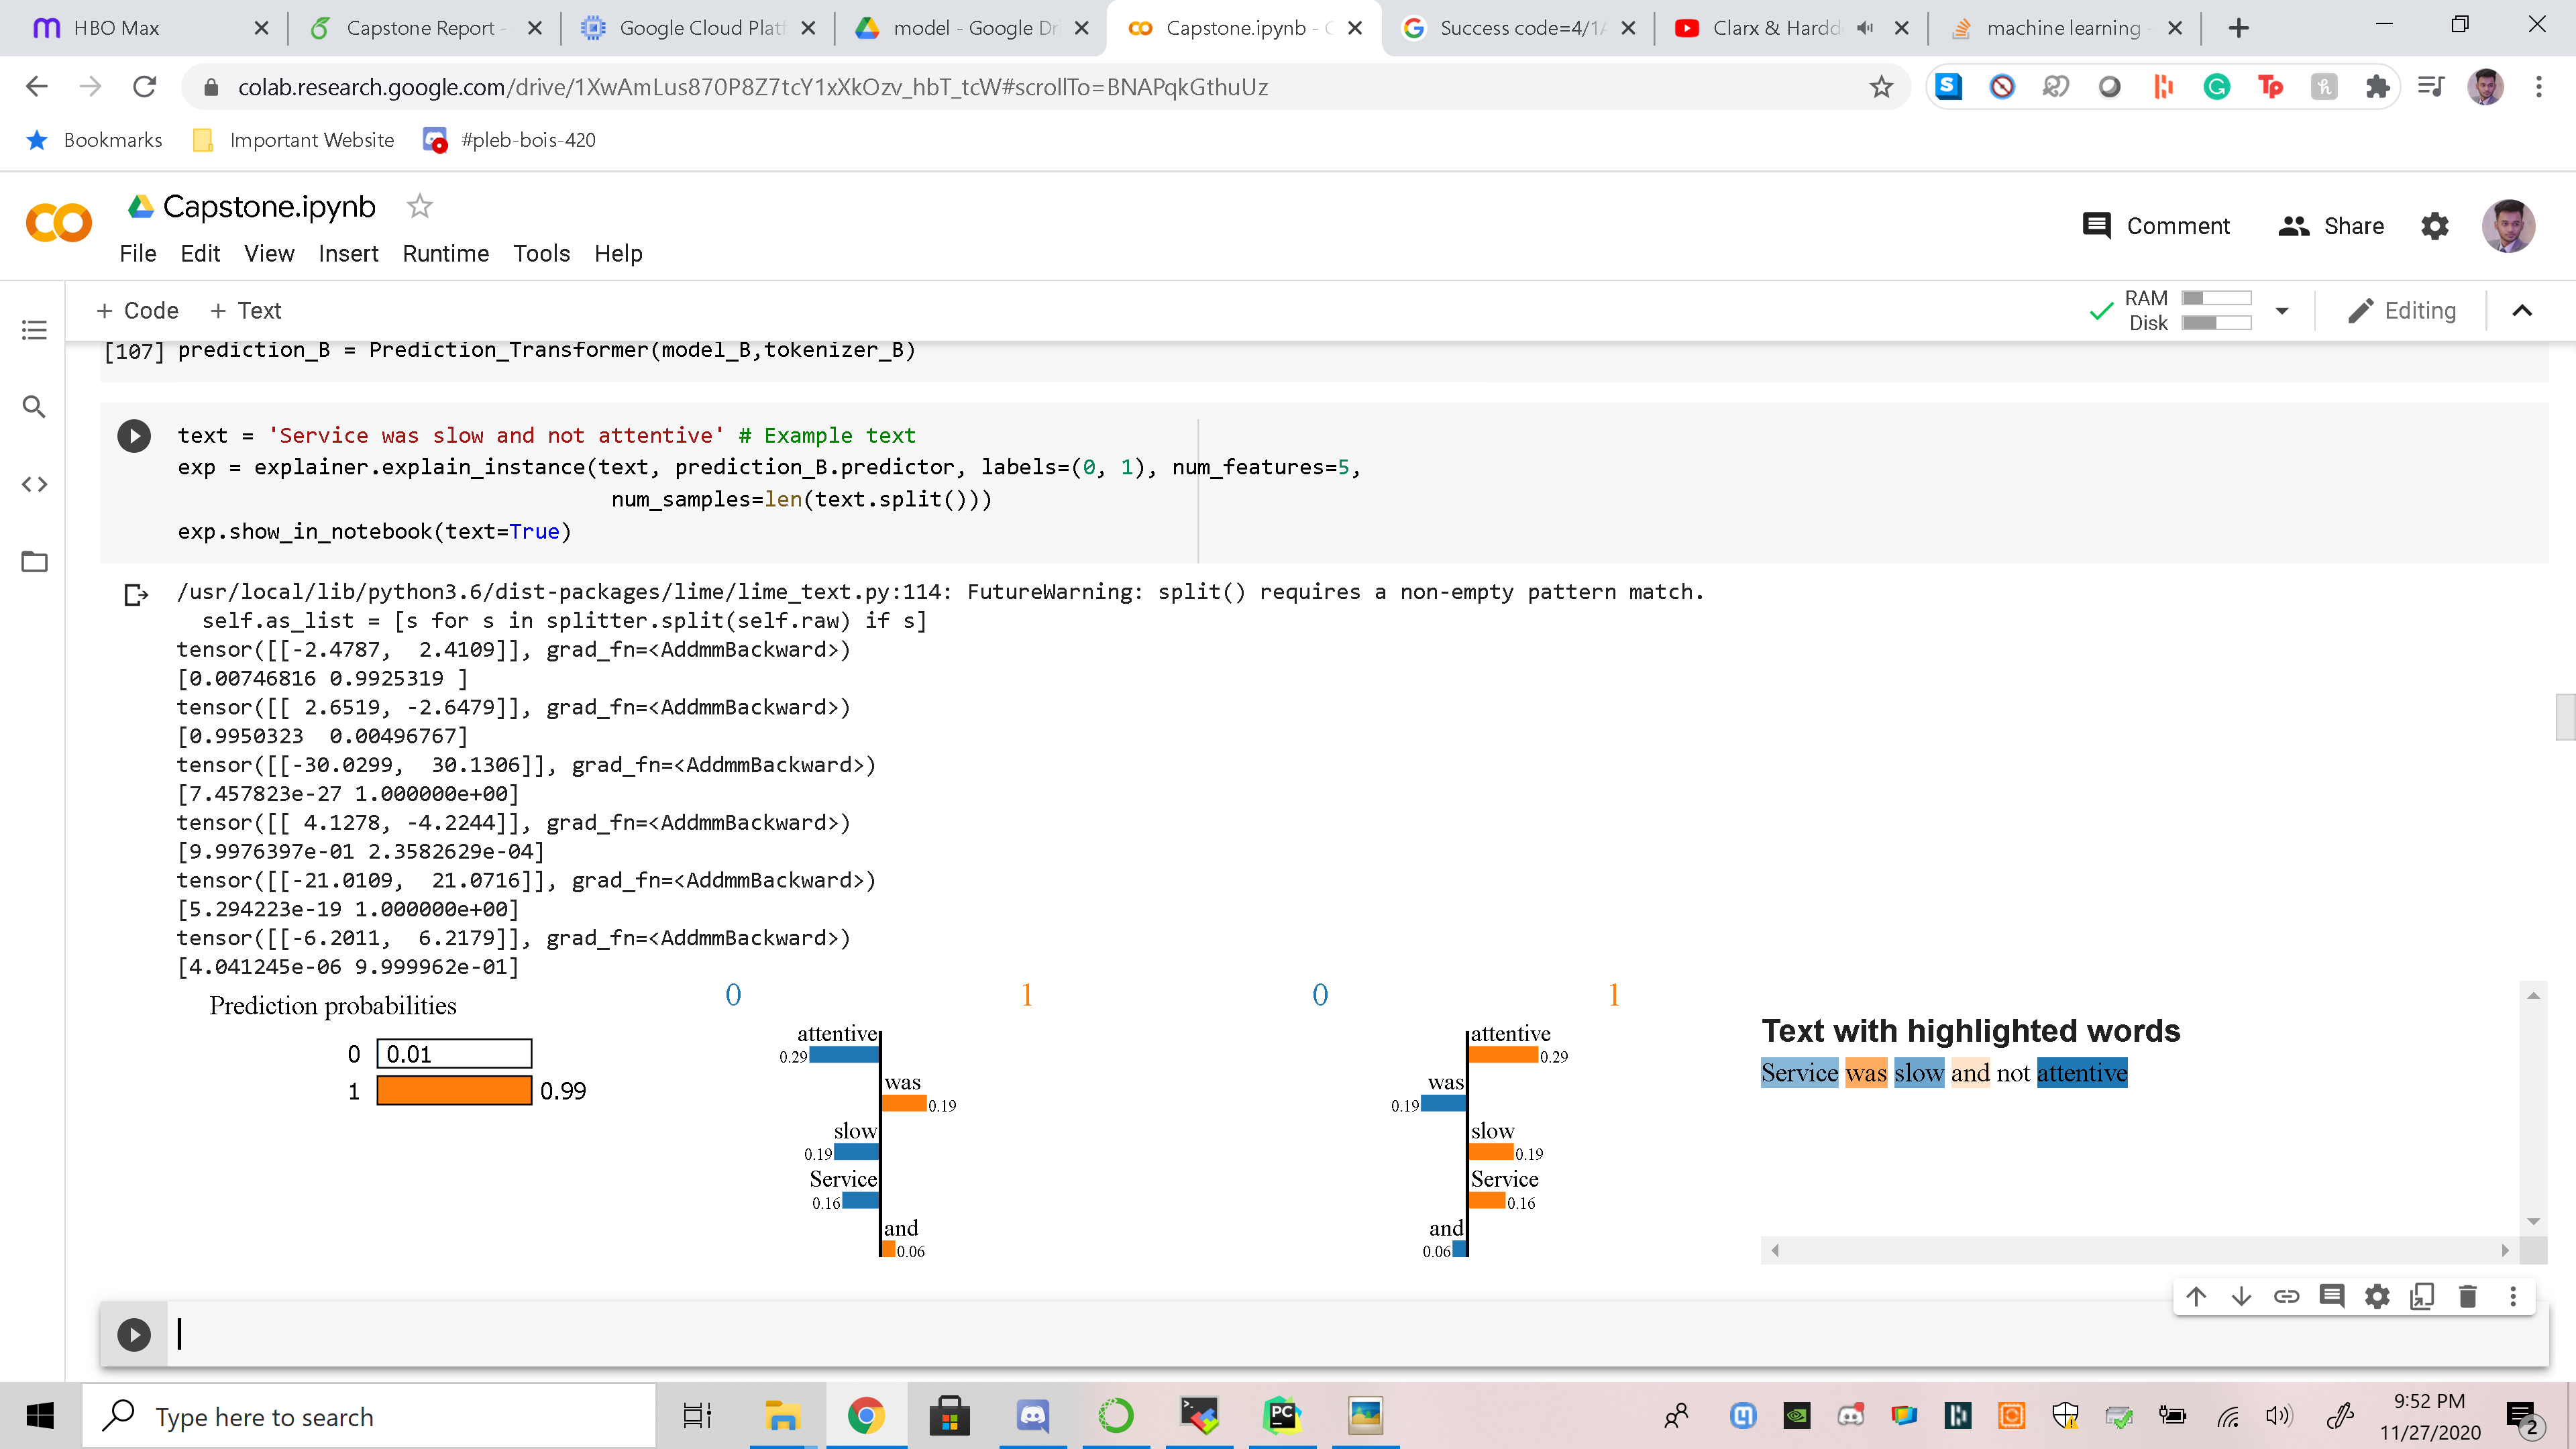 HBO Max
Capstone Report -
Google Cloud Platf
model - Google Dr
Capstone.ipynb - C
Success code=4/1A
Clarx & Hardd
machine learning -
colab.research.google.com/drive/1XwAmLus870P8Z7tcY1xXkOzv_hbT_tcW#scrollTo=BNAPqkGthuUz
Bookmarks
Important Website
#pleb-bois-420
Capstone.ipynb
Comment
Share
File Edit View Insert Runtime Tools Help
+ Code + Text
RAM
Disk
Editing
[107] prediction_B = Prediction_Transformer(model_B,tokenizer_B)
text = 'Service was slow and not attentive' # Example text
exp = explainer.explain_instance(text, prediction_B.predictor, labels=(0, 1), num_features=5,
num_samples=len(text.split()))
exp.show_in_notebook(text=True)
/usr/local/lib/python3.6/dist-packages/lime/lime_text.py:114: FutureWarning: split() requires a non-empty pattern match.
self.as_list = [s for s in splitter.split(self.raw) if s]
tensor([[-2.4787, 2.4109]], grad_fn=<AddmmBackward>)
[0.00746816 0.9925319 ]
tensor([[ 2.6519, -2.6479]], grad_fn=<AddmmBackward>)
[0.9950323 0.00496767]
tensor([[-30.0299, 30.1306]], grad_fn=<AddmmBackward>)
[7.457823e-27 1.000000e+00]
tensor([[ 4.1278, -4.2244]], grad_fn=<AddmmBackward>)
[9.9976397e-01 2.3582629e-04]
tensor([[-21.0109, 21.0716]], grad_fn=<AddmmBackward>)
[5.294223e-19 1.000000e+00]
tensor([[-6.2011, 6.2179]], grad_fn=<AddmmBackward>)
[4.041245e-06 9.999962e-01]
Prediction probabilities
0 0.01
1 0.99
0 1
attentive
0.29
was
0.19
slow
0.19
Service
0.16
and
0.06
0 1
attentive
0.29
was
0.19
slow
0.19
Service
0.16
and
0.06
Text with highlighted words
Service was slow and not attentive
Type here to search
9:52 PM
11/27/2020
2